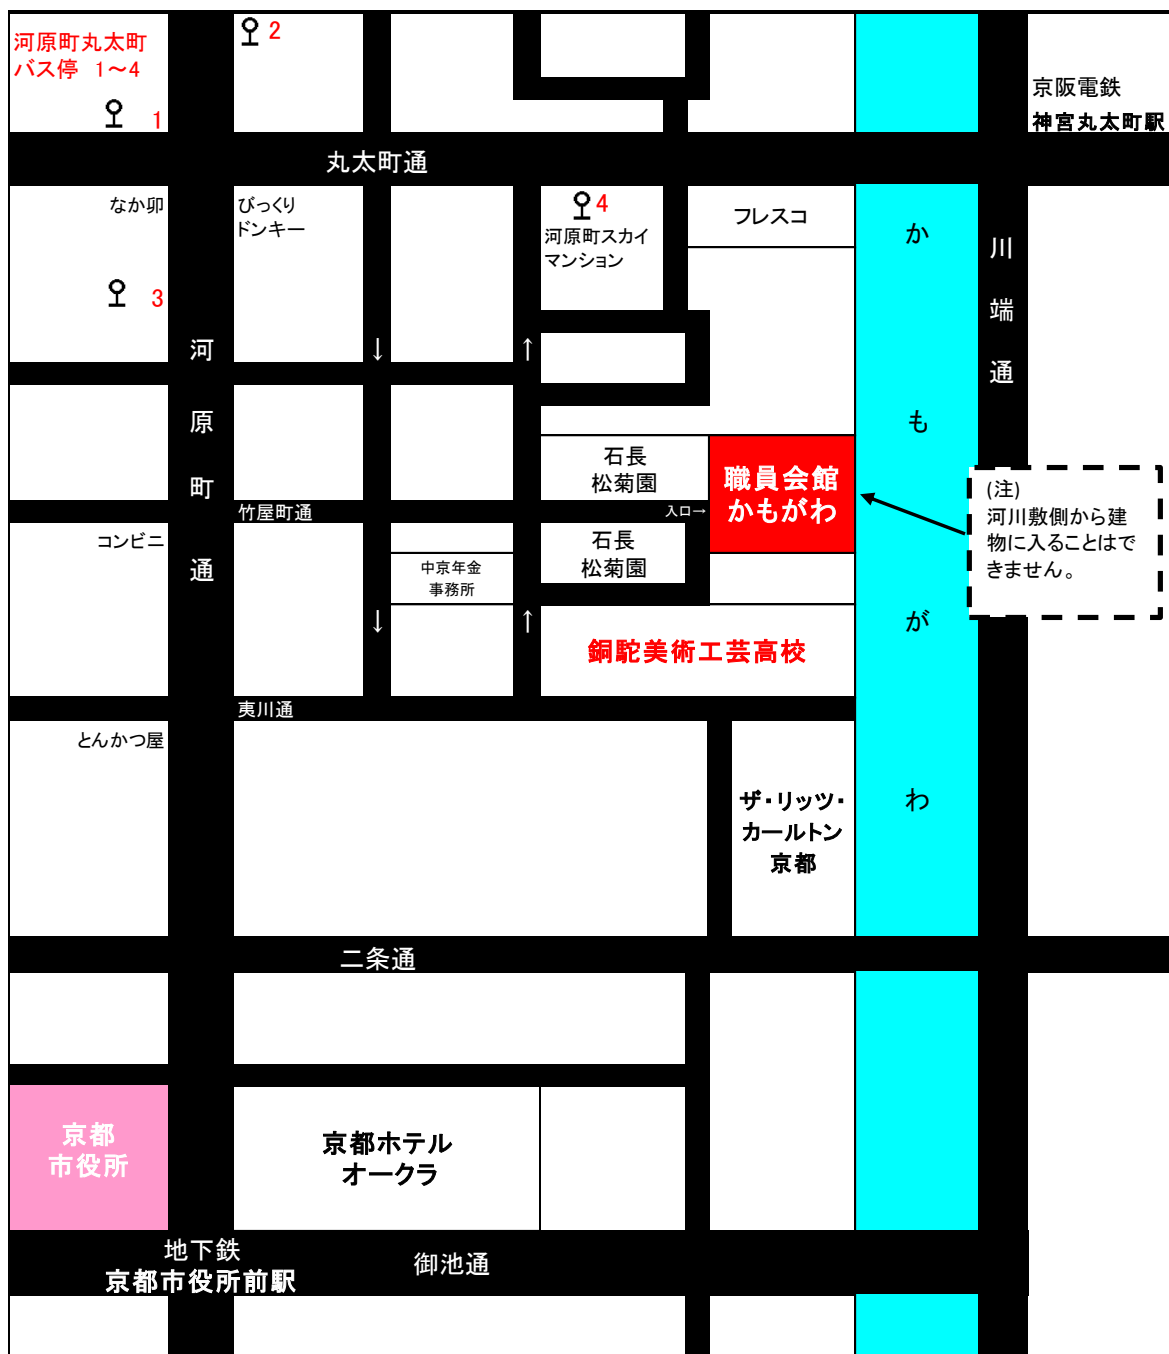 河原町丸太町
バス停 1～4
2
1
京阪電鉄
神宮丸太町駅
丸太町通
なか卯
びっくり
ドンキー
4
河原町スカイ
マンション
フレスコ
3
か
も
が
わ
川
端
通
河
原
町
通
↓
↑
石長
松菊園
職員会館
かもがわ
竹屋町通
入口→
(注)
河川敷側から建
物に入ることはで
きません。
コンビニ
石長
松菊園
中京年金
事務所
↓
↑
銅駝美術工芸高校
夷川通
とんかつ屋
ザ・リッツ・
カールトン
京都
二条通
京都
市役所
京都ホテル
オークラ
地下鉄
京都市役所前駅
御池通